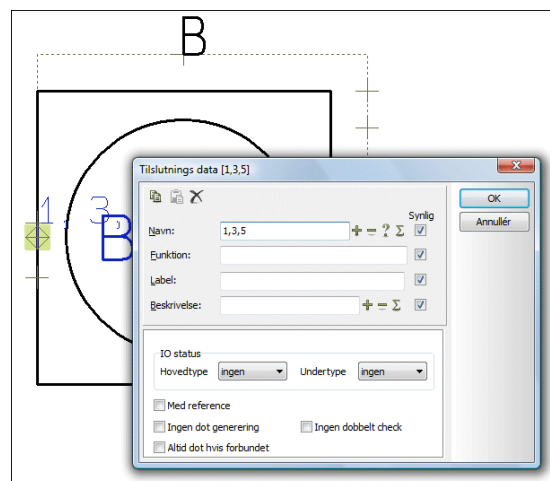 B
Tilslutnings data [1,3,5]
Synlig
OK
Navn: 1,3,5
Annullér
Funktion:
Label:
Beskrivelse:
1, 3,
B
IO status
Hovedtype ingen Undertype ingen
Med reference
Ingen dot generering Ingen dobbelt check
Altid dot hvis forbundet